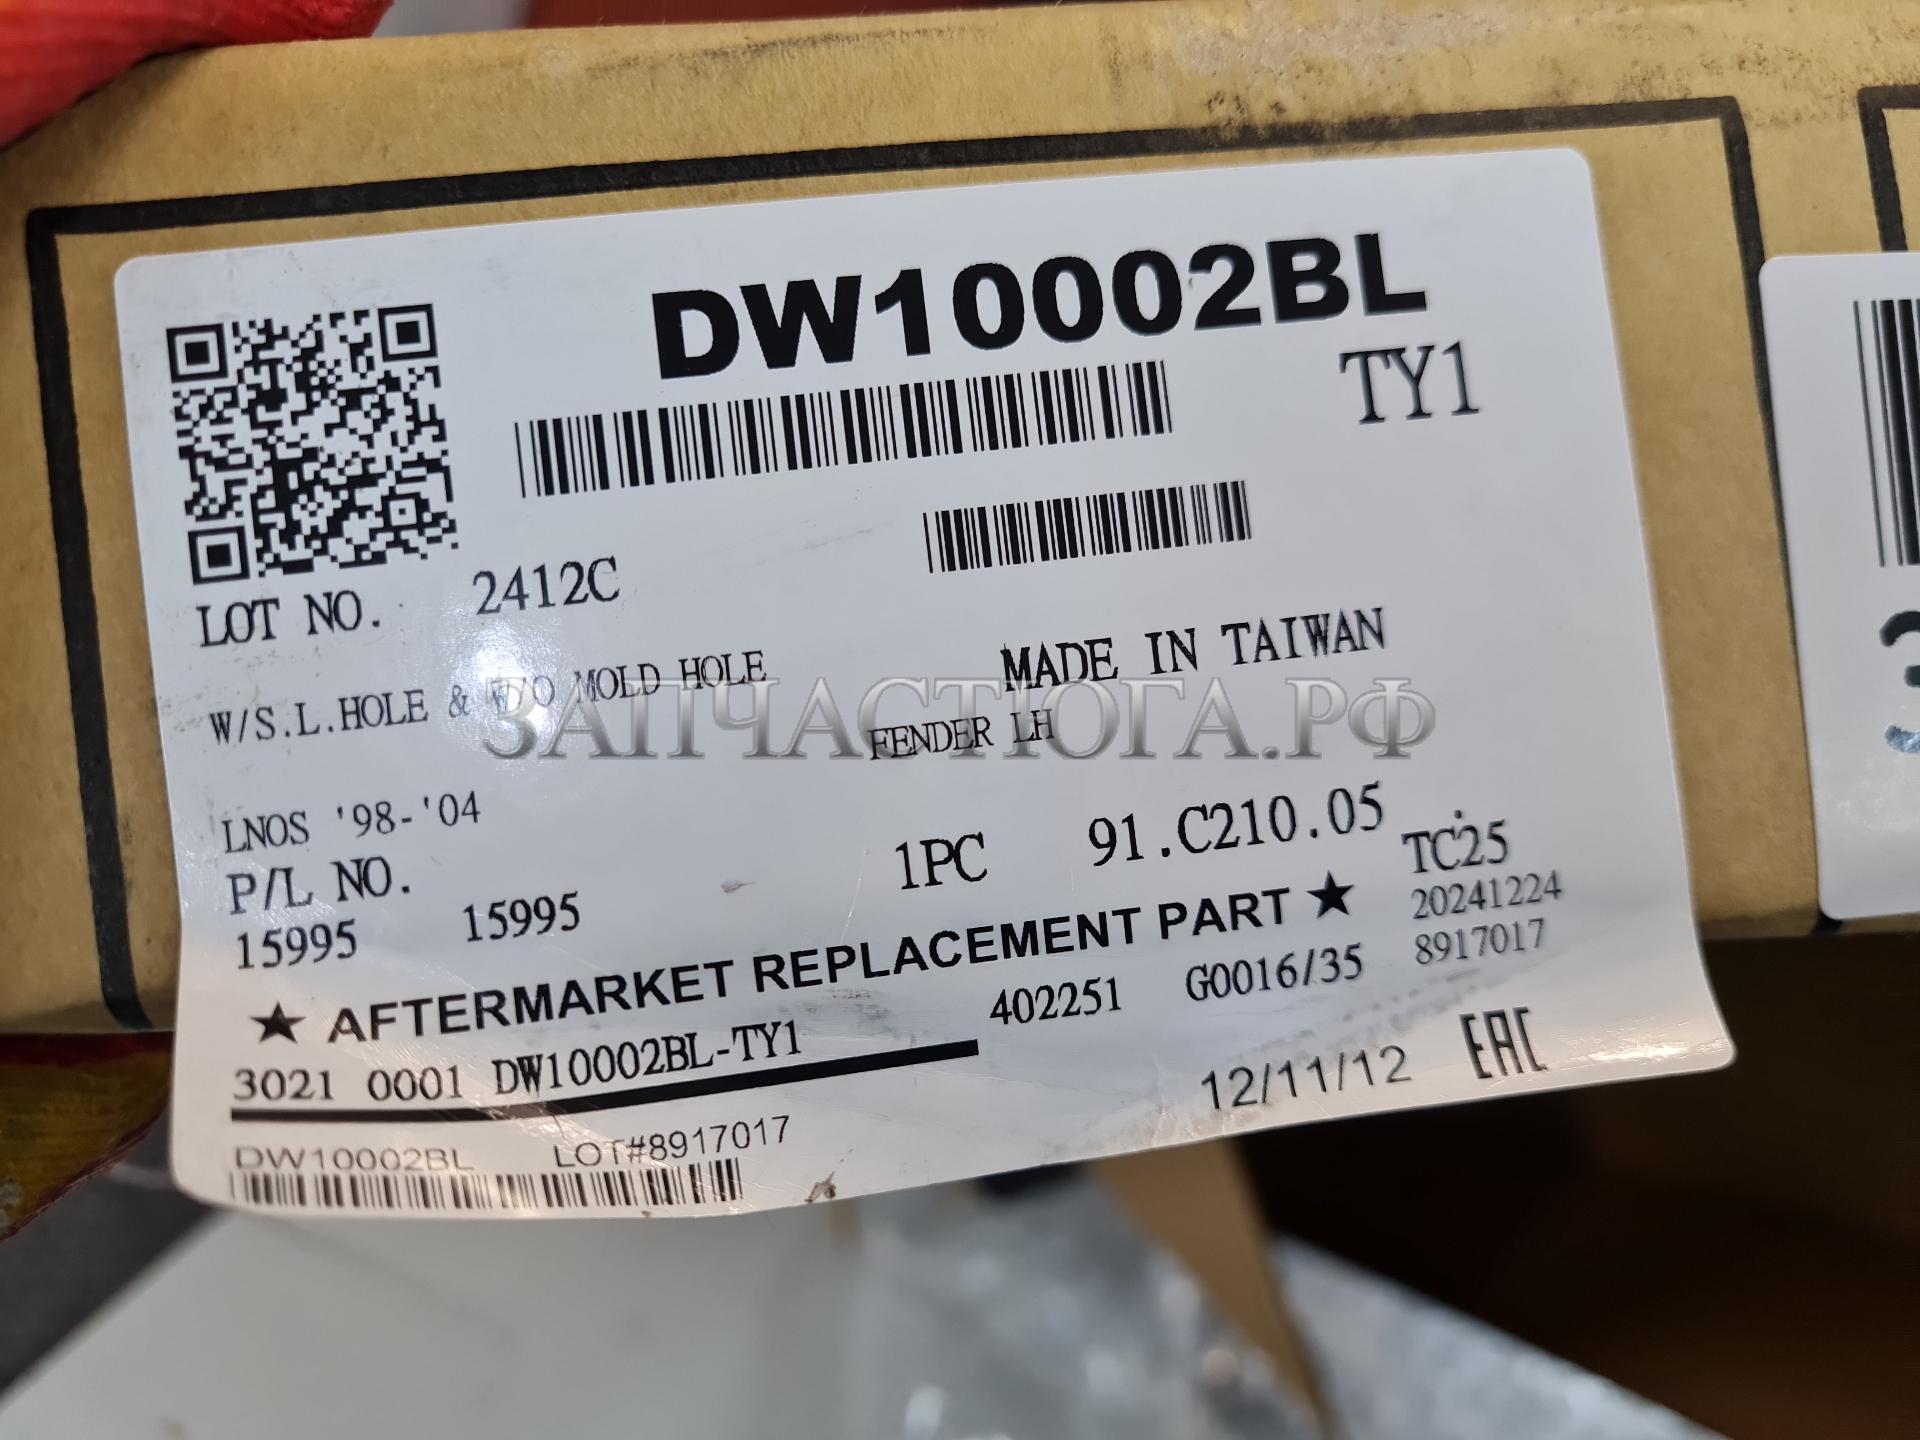 DW10002BL
TY1
LOT NO. 2412C
MADE IN TAIWAN
W/S.L.HOLE & W/O MOLD HOLE
FENDER LH
ЗАПЧАСТЮГА.РФ
LNOS '98-'04
P/L NO.
1PC 91.C210.05
TC25
15995 15995
20241224
★ AFTERMARKET REPLACEMENT PART ★
8917017
402251 G0016/35
3021 0001 DW10002BL-TY1
12/11/12 EAC
DW10002BL LOT#8917017